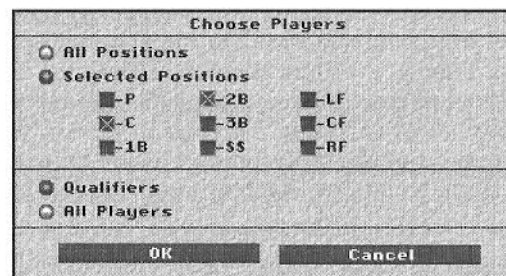 Choose Players
All Positions
Selected Positions
-P -2B -LF
-C -3B -CF
-1B -SS -RF
Qualifiers
All Players
OK Cancel